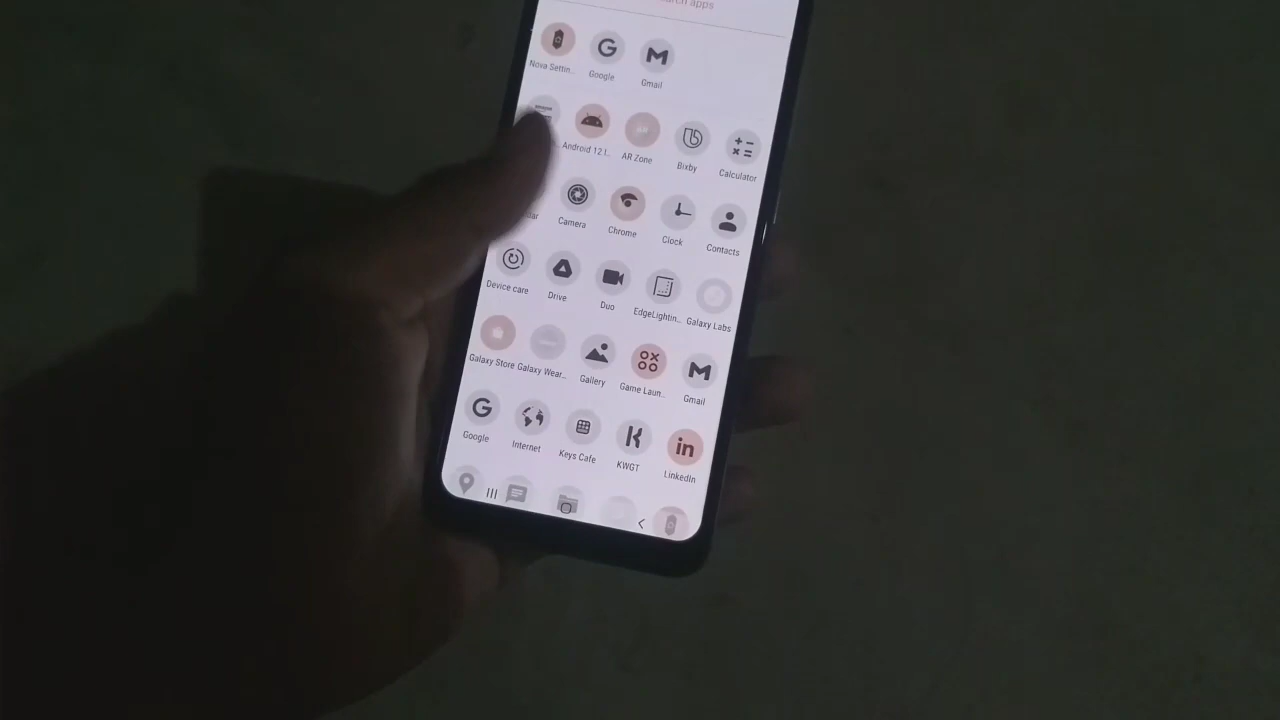 apps
Nova Settin...
Google
Gmail
Android 12 I..
AR Zone
Bixby
Calculator
Camera
Chrome
Clock
Contacts
Device care
Drive
Duo
EdgeLightin...
Galaxy Labs
Galaxy Store
Galaxy Wear...
Gallery
Game Laun...
Gmail
Google
Internet
Keys Cafe
KWGT
LinkedIn